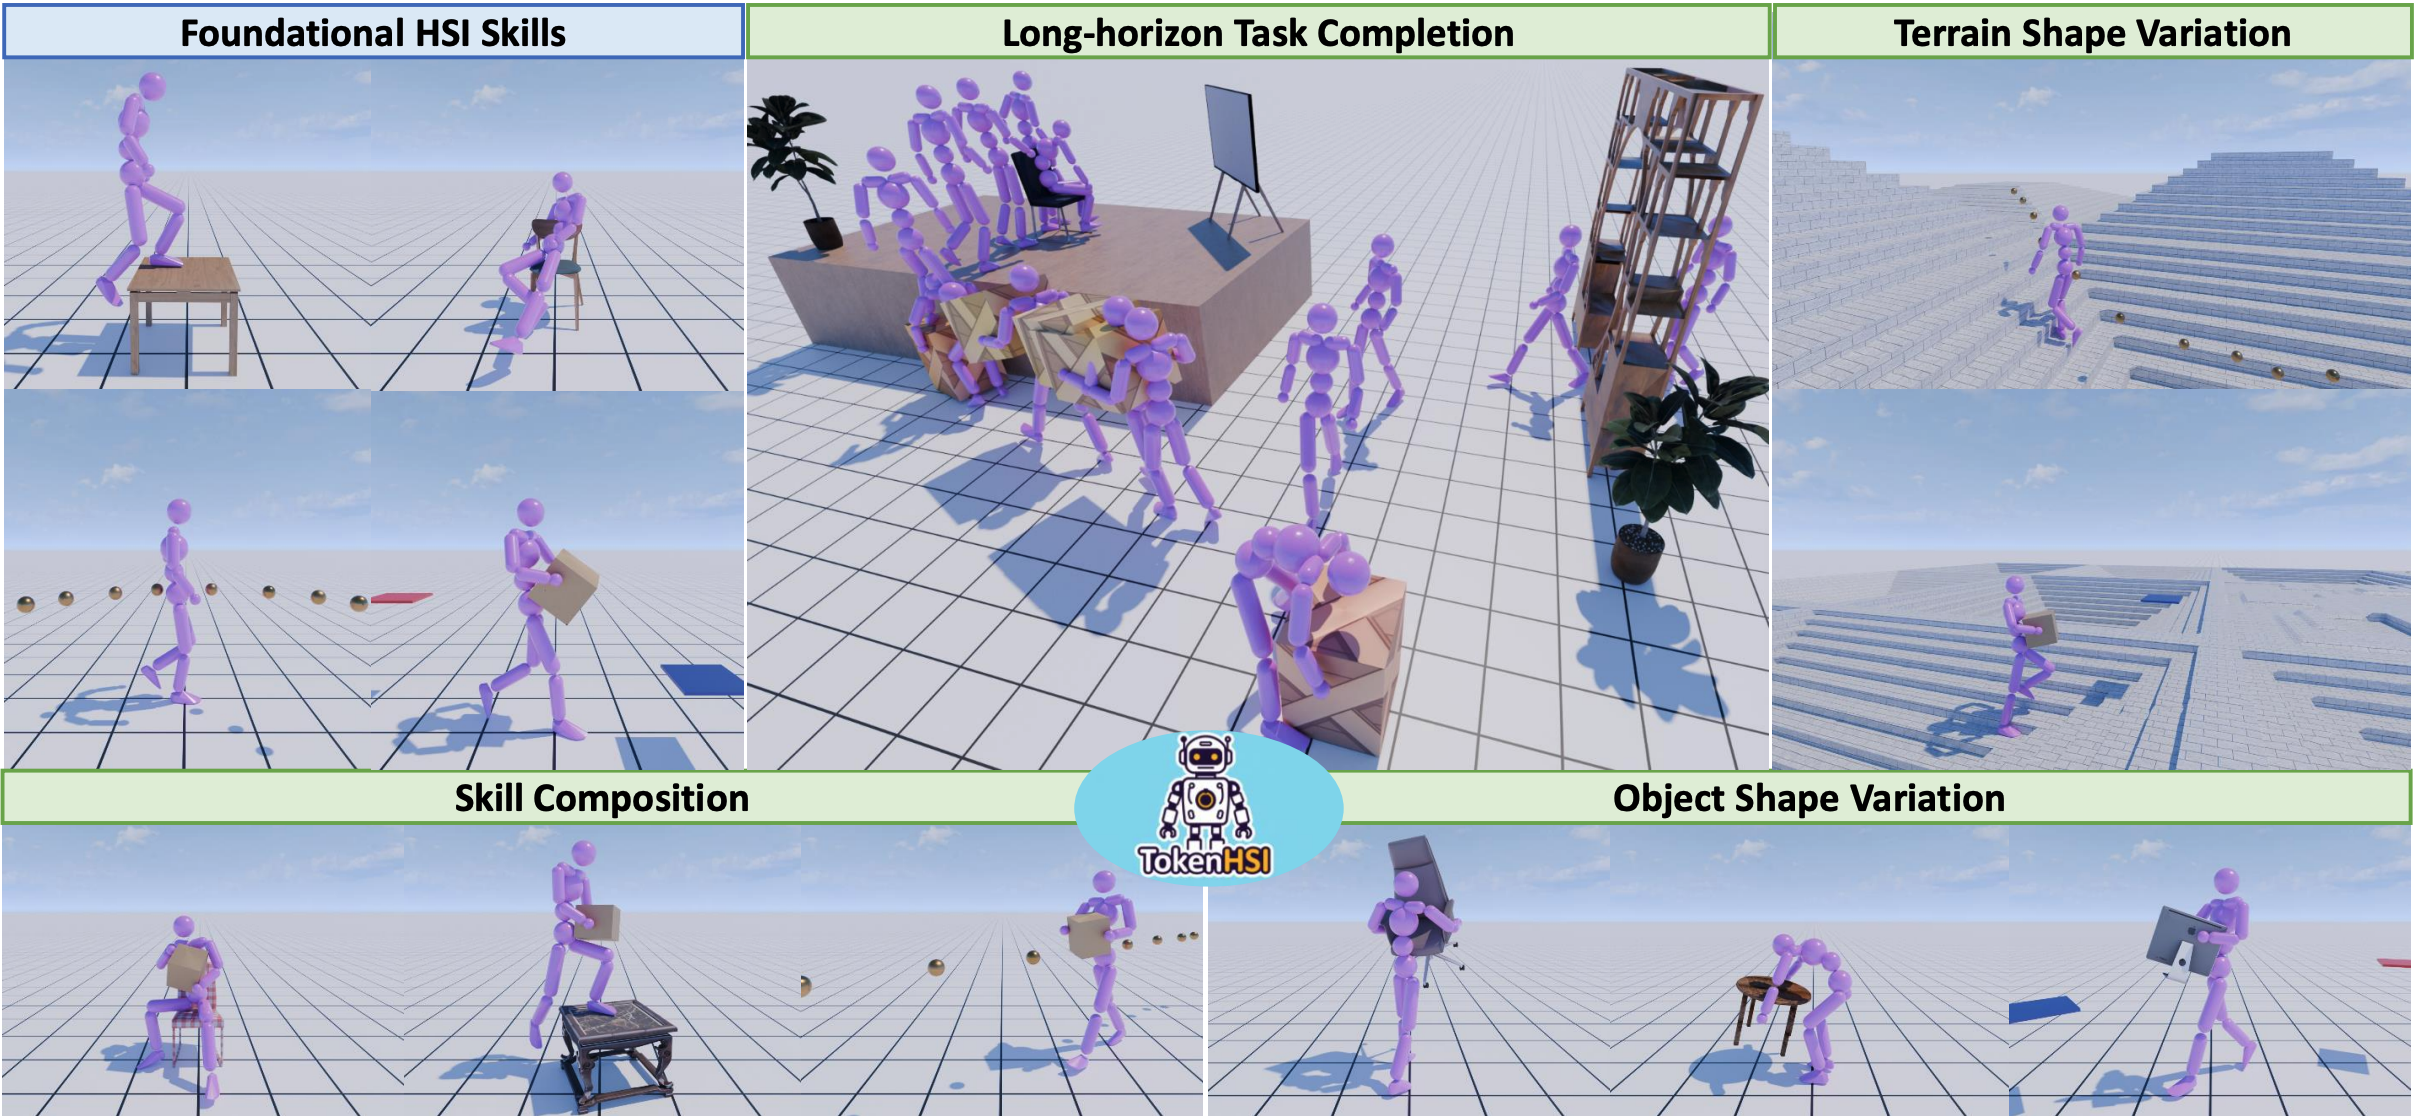 Foundational HSI Skills
Long-horizon Task Completion
Terrain Shape Variation
Skill Composition
Object Shape Variation
TokenHSI